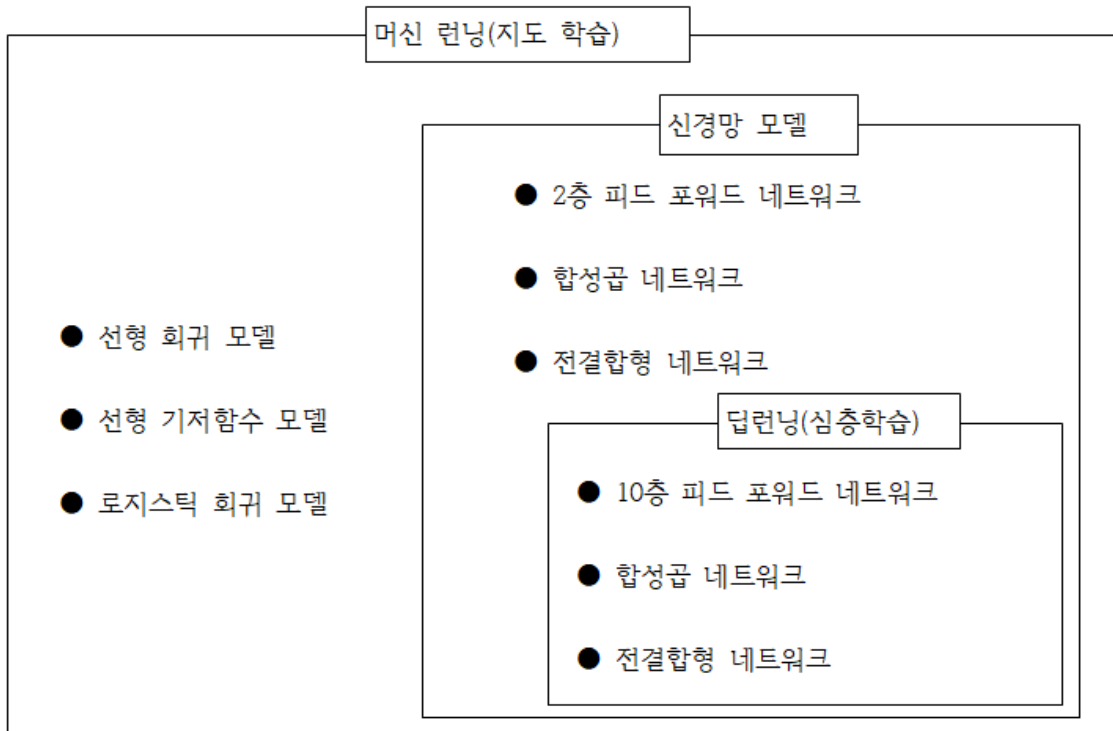 머신 런닝(지도 학습)
신경망 모델
● 2층 피드 포워드 네트워크
● 합성곱 네트워크
● 전결합형 네트워크
● 선형 회귀 모델
● 선형 기저함수 모델
● 로지스틱 회귀 모델
딥런닝(심층학습)
● 10층 피드 포워드 네트워크
● 합성곱 네트워크
● 전결합형 네트워크